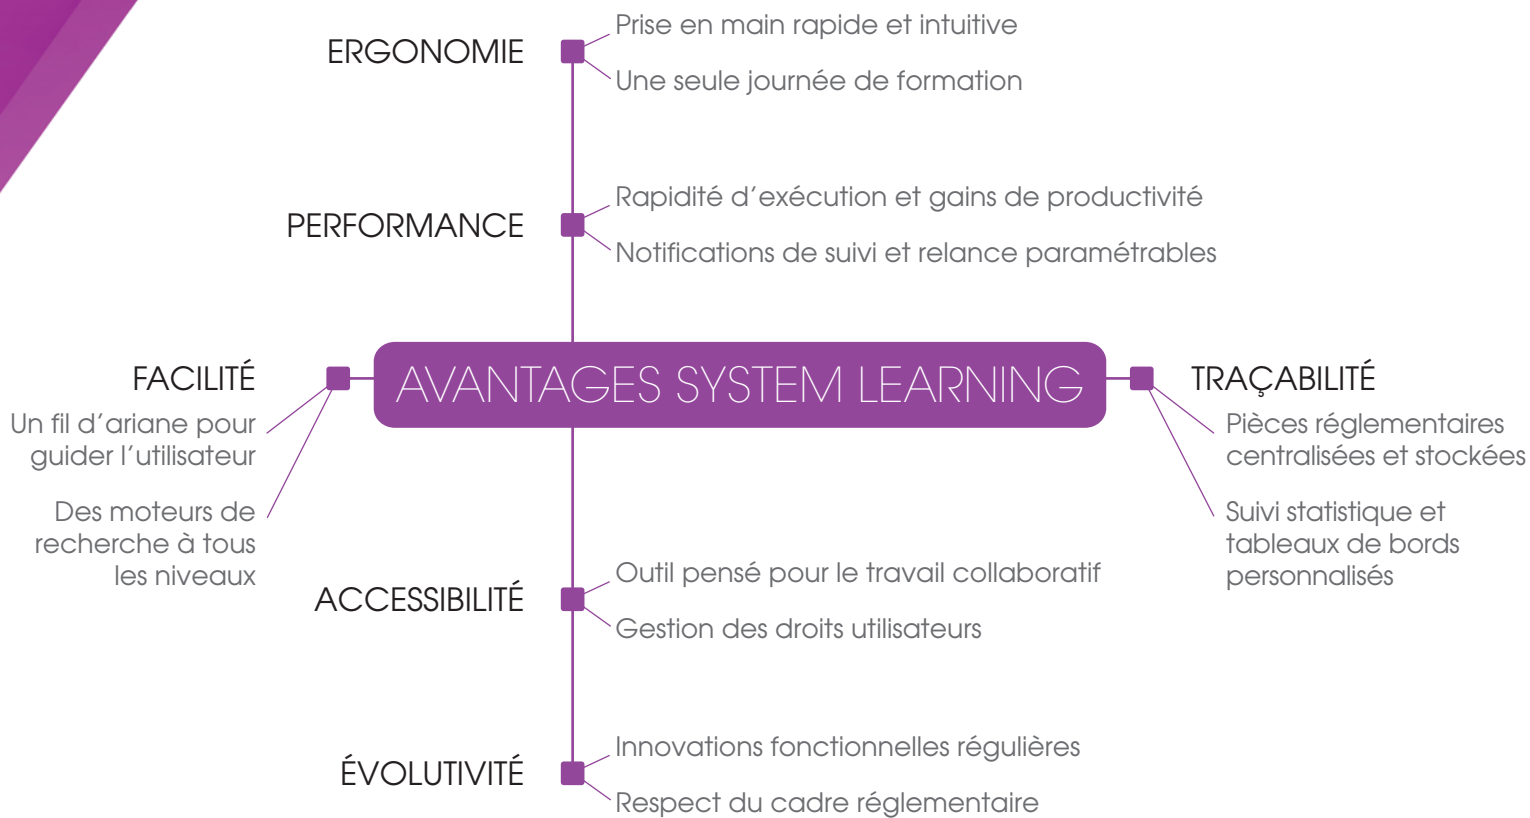 ERGONOMIE
Prise en main rapide et intuitive
Une seule journée de formation
PERFORMANCE
Rapidité d’exécution et gains de productivité
Notifications de suivi et relance paramétrables
AVANTAGES SYSTEM LEARNING
FACILITÉ
Un fil d’ariane pour
guider l’utilisateur
Des moteurs de
recherche à tous
les niveaux
TRAÇABILITÉ
Pièces réglementaires
centralisées et stockées
Suivi statistique et
tableaux de bords
personnalisés
ACCESSIBILITÉ
Outil pensé pour le travail collaboratif
Gestion des droits utilisateurs
ÉVOLUTIVITÉ
Innovations fonctionnelles régulières
Respect du cadre réglementaire